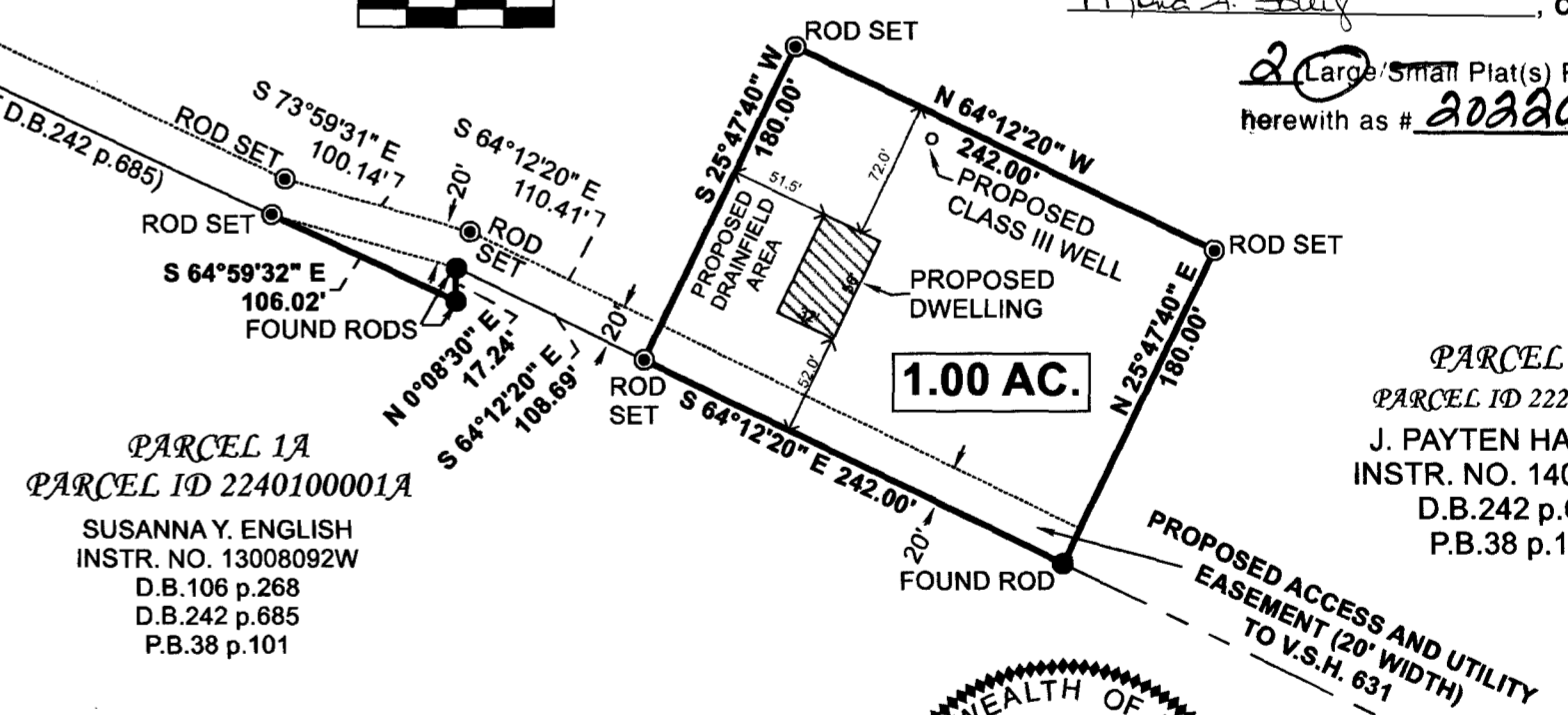 , C
2 Large/Small Plat(s) R
herewith as # 20220
ROD SET
S 73°59'31" E
100.14'
ROD SET
S 64°12'20" E
110.41'
20'
D.B.242 p.685)
ROD SET
ROD
SET
S 64°59'32" E
106.02'
FOUND RODS
N 0°08'30" E
17.24'
S 64°12'20" E
108.69'
20'
ROD
SET
S 25°47'40" W
180.00'
N 64°12'20" W
242.00'
51.5'
72.0'
PROPOSED
CLASS III WELL
PROPOSED
DRAINFIELD
AREA
PROPOSED
DWELLING
52.0'
1.00 AC.
ROD SET
N 25°47'40" E
180.00'
S 64°12'20" E 242.00'
20'
FOUND ROD
PROPOSED ACCESS AND UTILITY
EASEMENT (20' WIDTH)
TO V.S.H. 631
PARCEL 1A
PARCEL ID 2240100001A
SUSANNA Y. ENGLISH
INSTR. NO. 13008092W
D.B.106 p.268
D.B.242 p.685
P.B.38 p.101
PARCEL
PARCEL ID 222
J. PAYTEN HA
INSTR. NO. 140
D.B.242 p.6
P.B.38 p.1
WEALTH OF